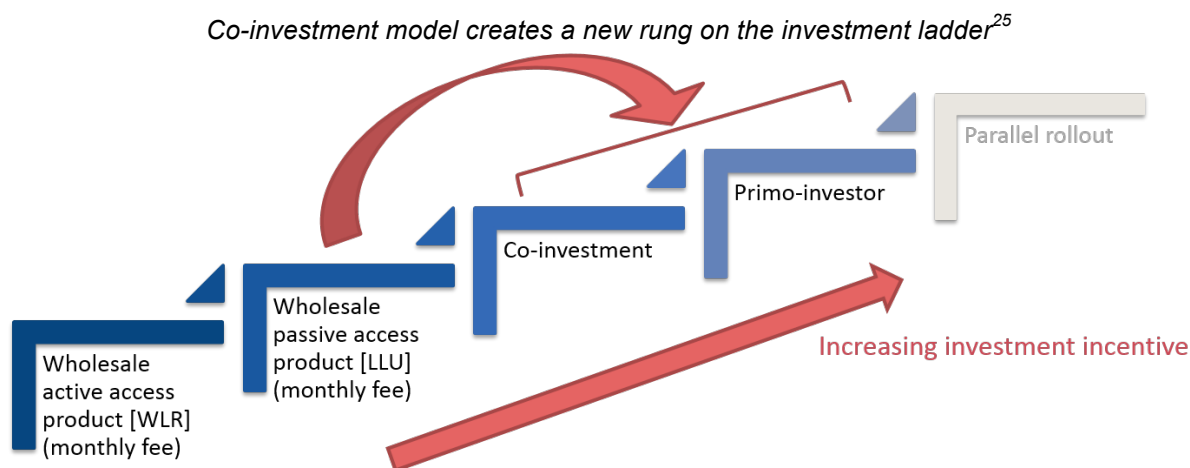 Co-investment model creates a new rung on the investment ladder25
Parallel rollout
Primo-investor
Co-investment
Wholesale
passive access
product [LLU]
(monthly fee)
Wholesale
active access
product [WLR]
(monthly fee)
Increasing investment incentive